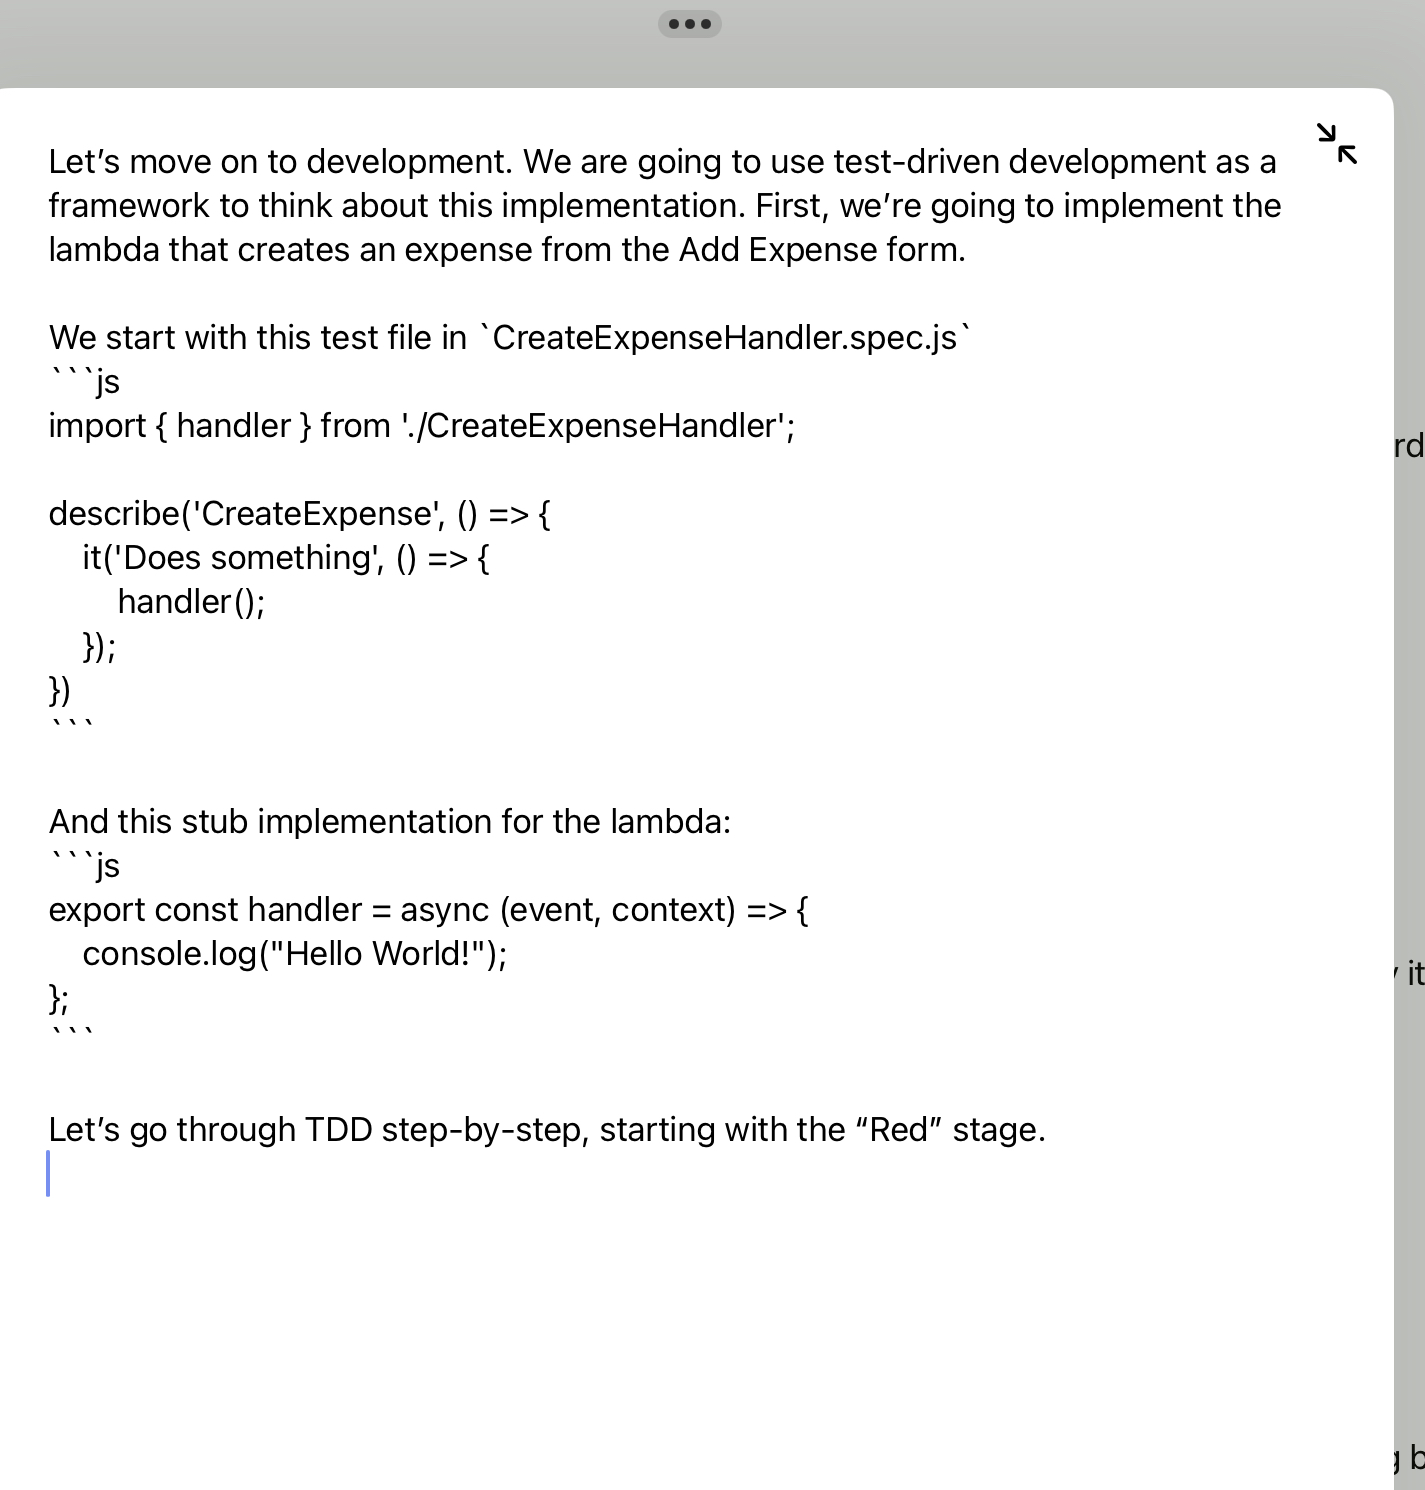 Let’s move on to development. We are going to use test-driven development as a
framework to think about this implementation. First, we’re going to implement the
lambda that creates an expense from the Add Expense form.
We start with this test file in `CreateExpenseHandler.spec.js`
```js
import { handler } from './CreateExpenseHandler';
describe('CreateExpense', () => {
    it('Does something', () => {
        handler();
    });
})
```
And this stub implementation for the lambda:
```js
export const handler = async (event, context) => {
    console.log("Hello World!");
};
```
Let’s go through TDD step-by-step, starting with the “Red” stage.
rd
it